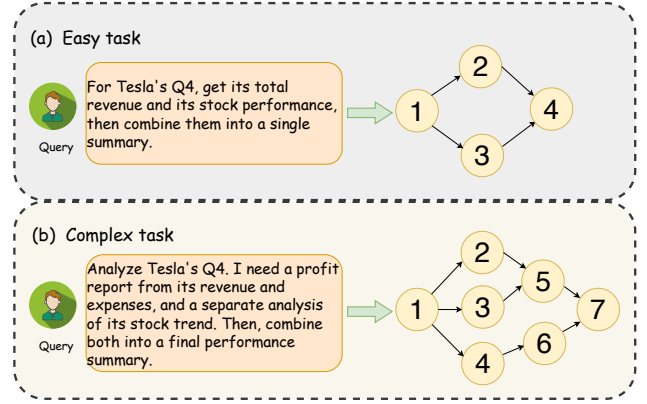 (a) Easy task
For Tesla's Q4, get its total
revenue and its stock performance,
then combine them into a single
summary.
Query
1
2
3
4
(b) Complex task
Analyze Tesla's Q4. I need a profit
report from its revenue and
expenses, and a separate analysis
of its stock trend. Then, combine
both into a final performance
summary.
Query
1
2
3
4
5
6
7